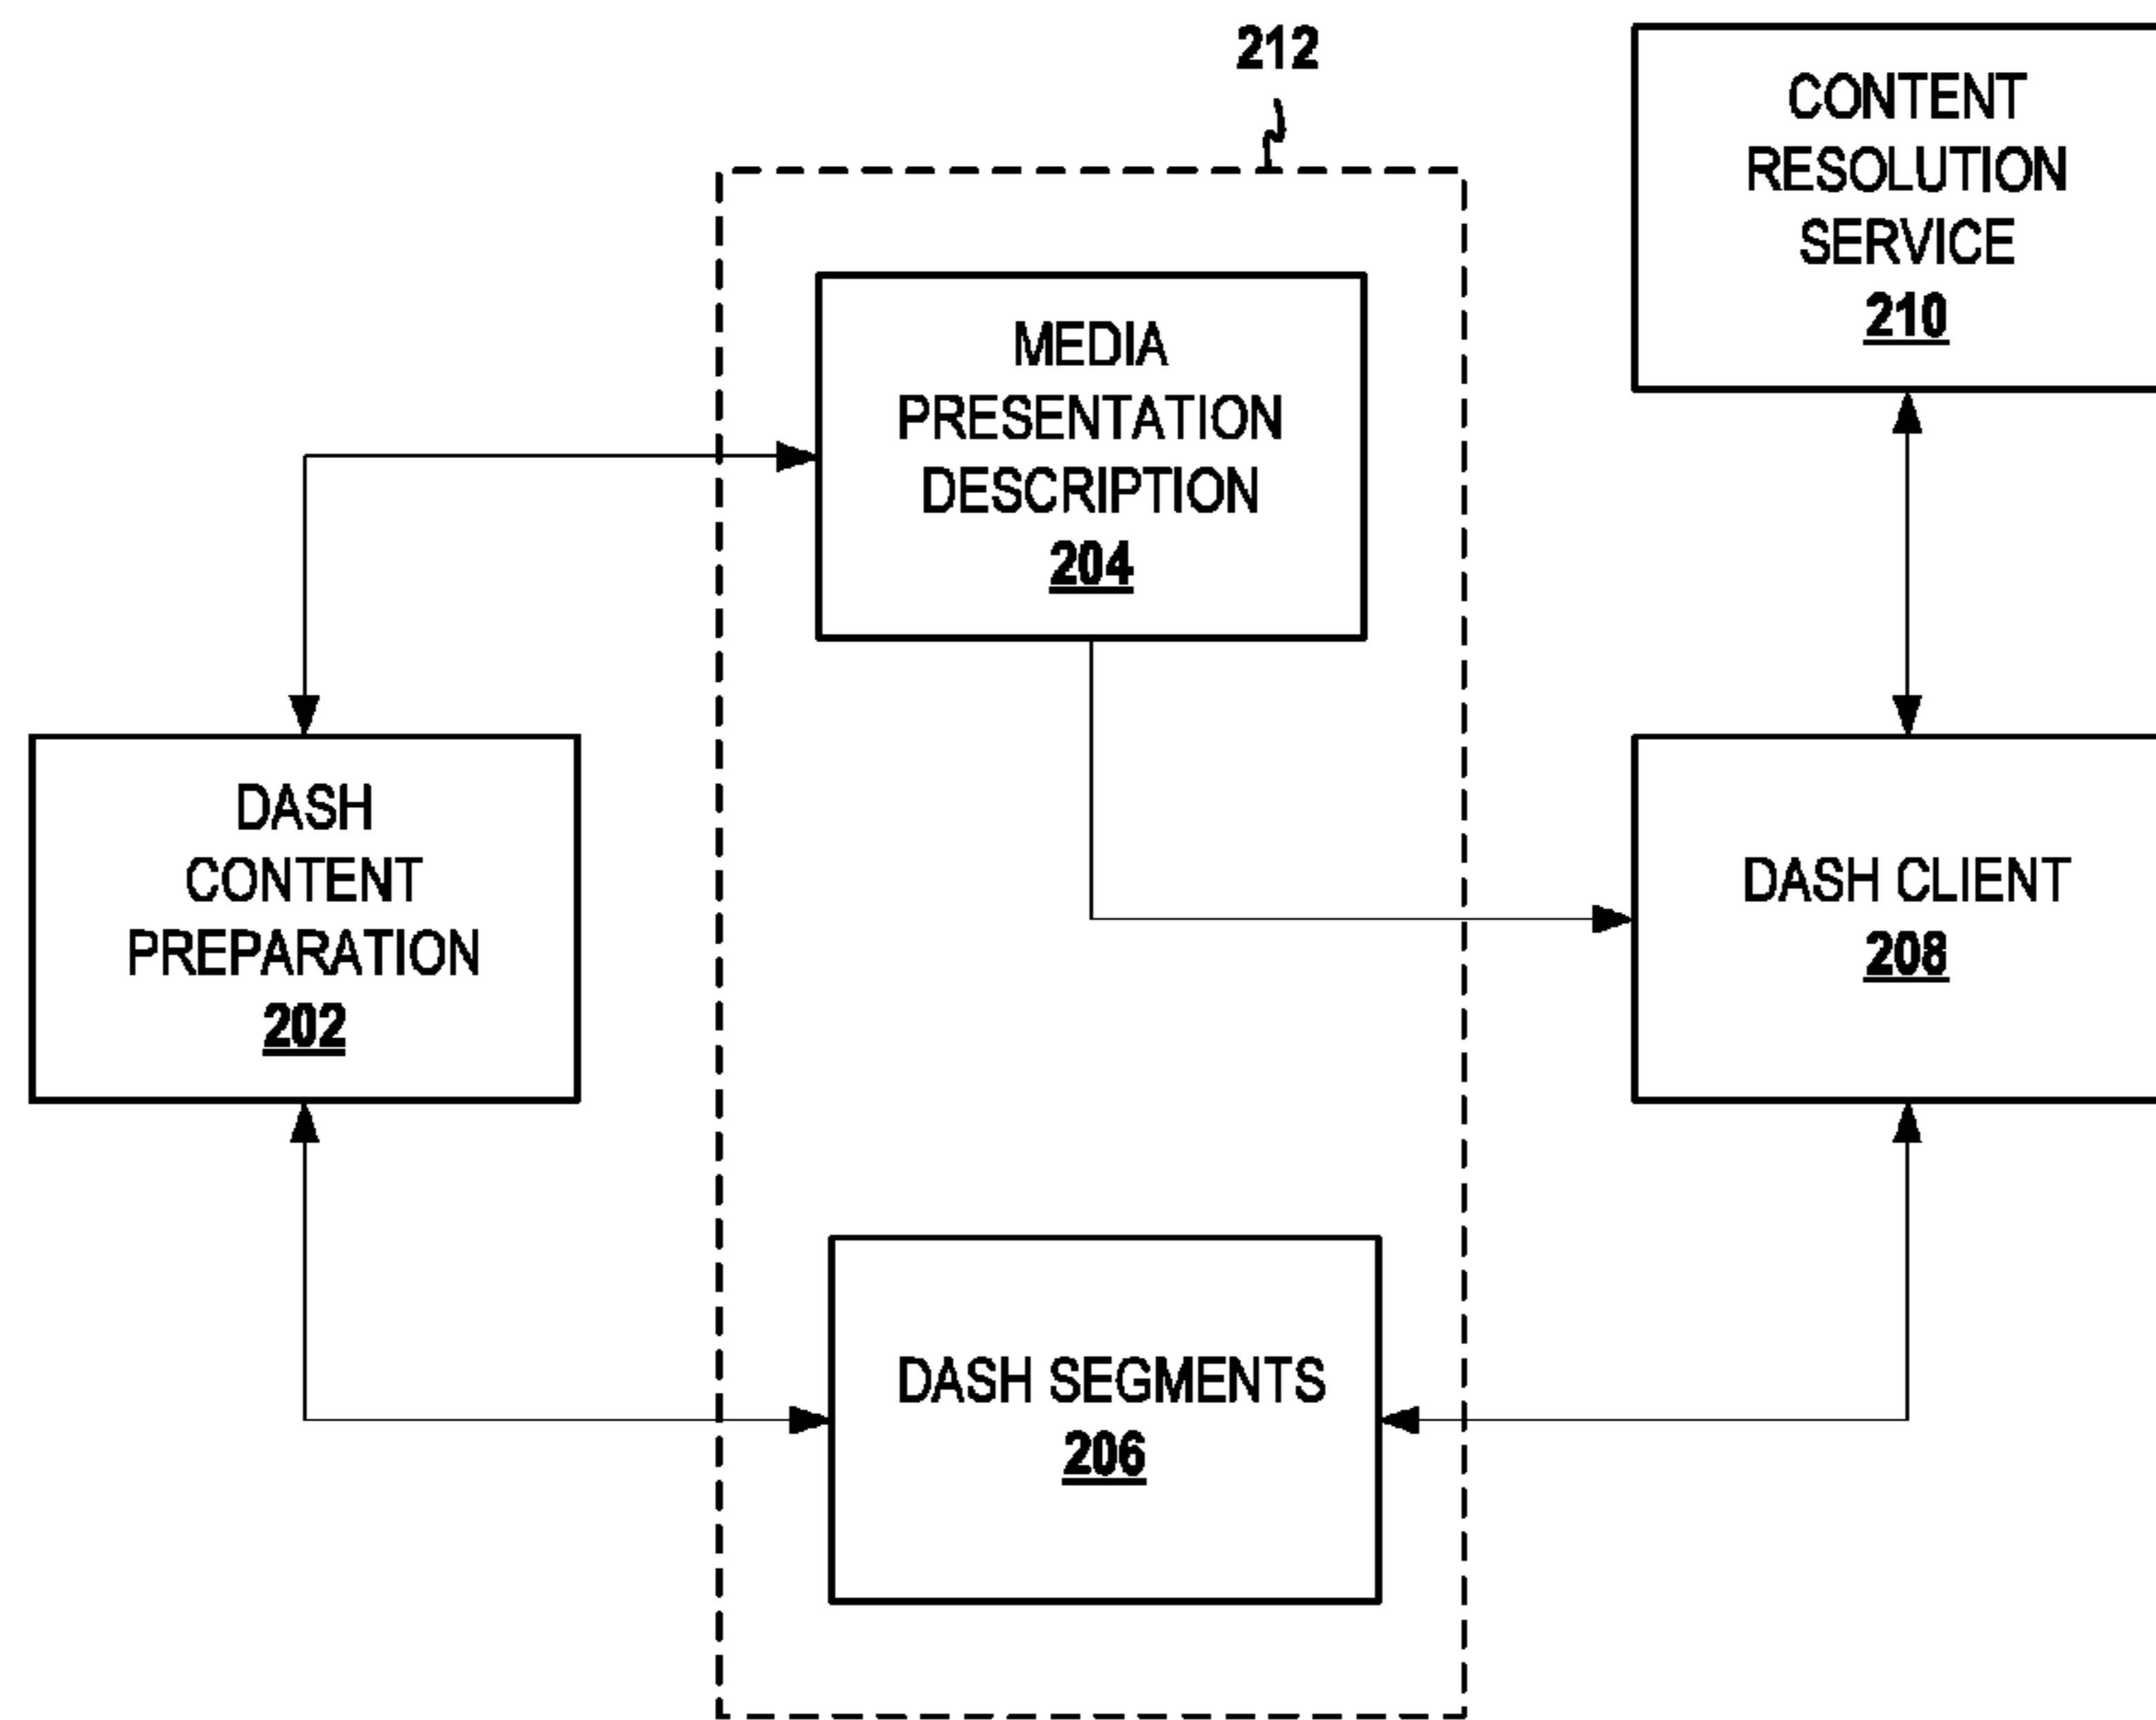 212
CONTENT
RESOLUTION
SERVICE
210
MEDIA
PRESENTATION
DESCRIPTION
204
DASH
CONTENT
PREPARATION
202
DASH CLIENT
208
DASH SEGMENTS
206